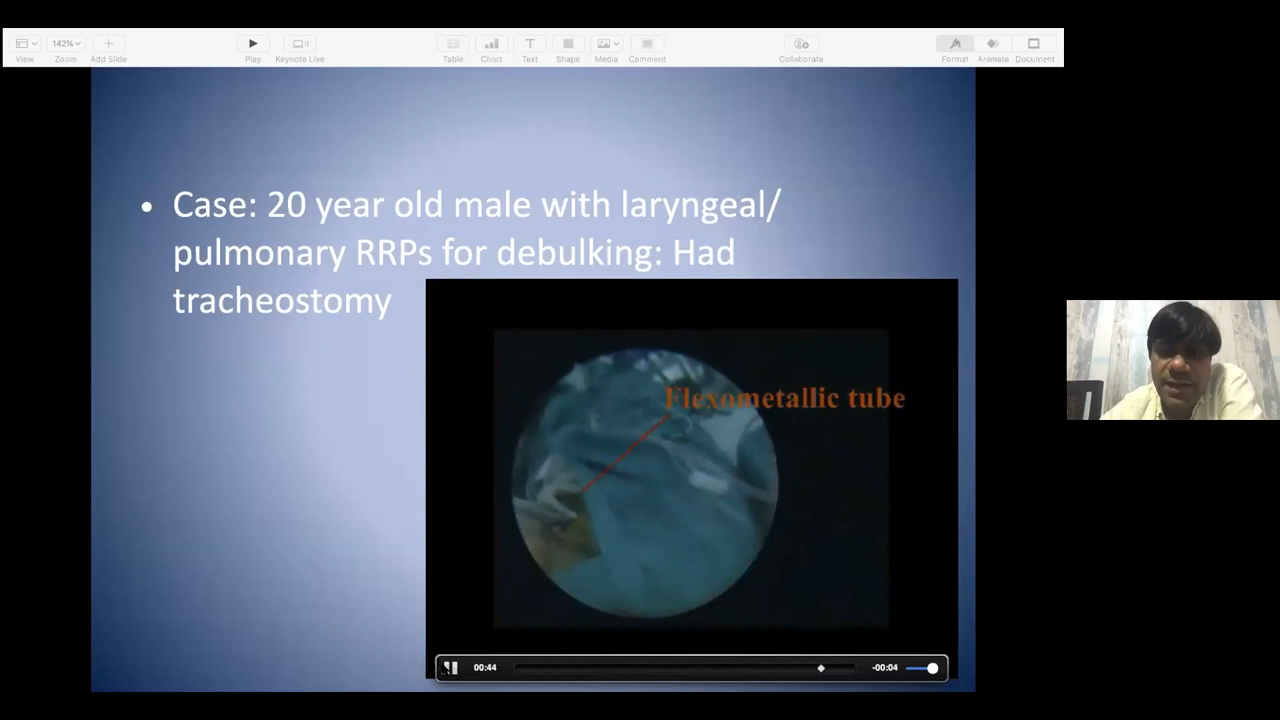 142%
View
Zoom
Add Slide
Play
Keynote Live
Table
Chart
Text
Shape
Media
Comment
Collaborate
Format
Animate
Document
• Case: 20 year old male with laryngeal/
pulmonary RRPs for debulking: Had
tracheostomy
Flexometallic tube
00:44
-00:04